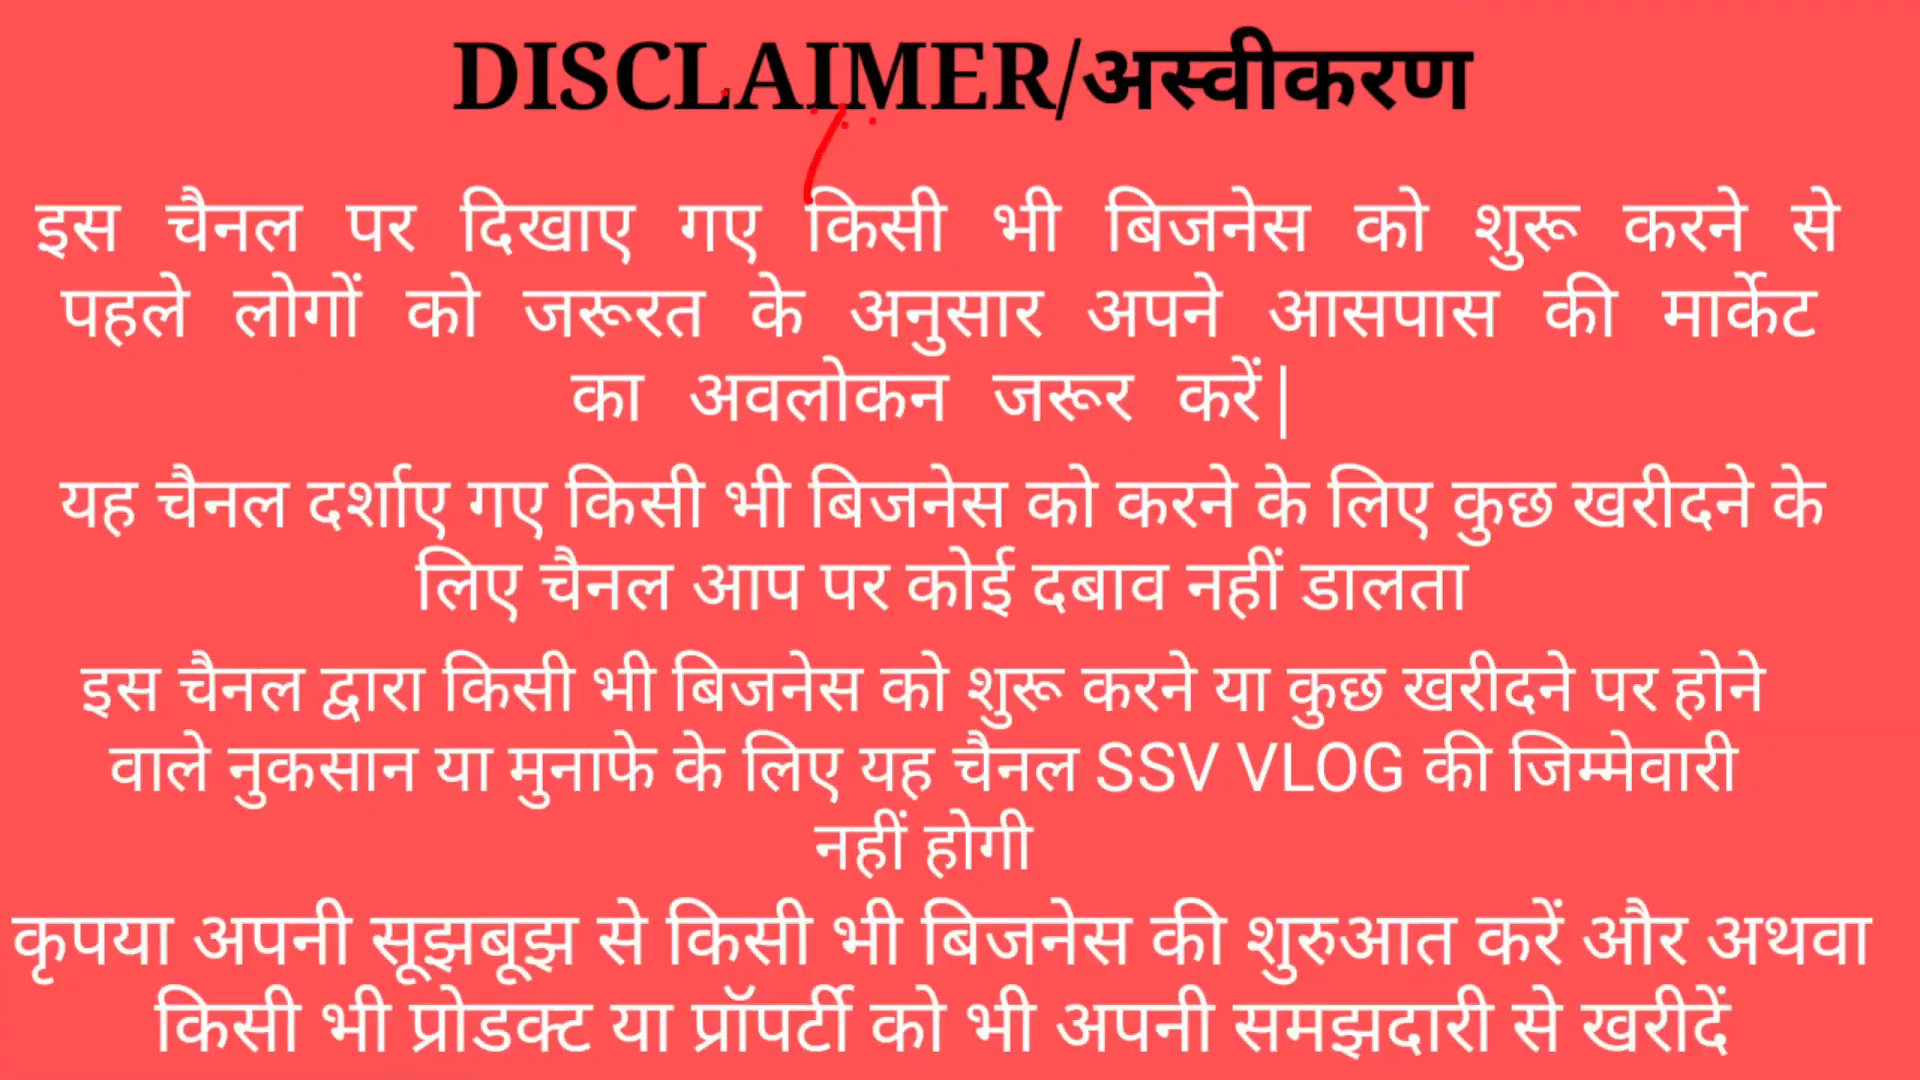 DISCLAIMER/अस्वीकरण
इस चैनल पर दिखाए गए किसी भी बिजनेस को शुरू करने से
पहले लोगों को जरूरत के अनुसार अपने आसपास की मार्केट
का अवलोकन जरूर करें|
यह चैनल दर्शाए गए किसी भी बिजनेस को करने के लिए कुछ खरीदने के
लिए चैनल आप पर कोई दबाव नहीं डालता
इस चैनल द्वारा किसी भी बिजनेस को शुरू करने या कुछ खरीदने पर होने
वाले नुकसान या मुनाफे के लिए यह चैनल SSV VLOG की जिम्मेवारी
नहीं होगी
कृपया अपनी सूझबूझ से किसी भी बिजनेस की शुरुआत करें और अथवा
किसी भी प्रोडक्ट या प्रॉपर्टी को भी अपनी समझदारी से खरीदें